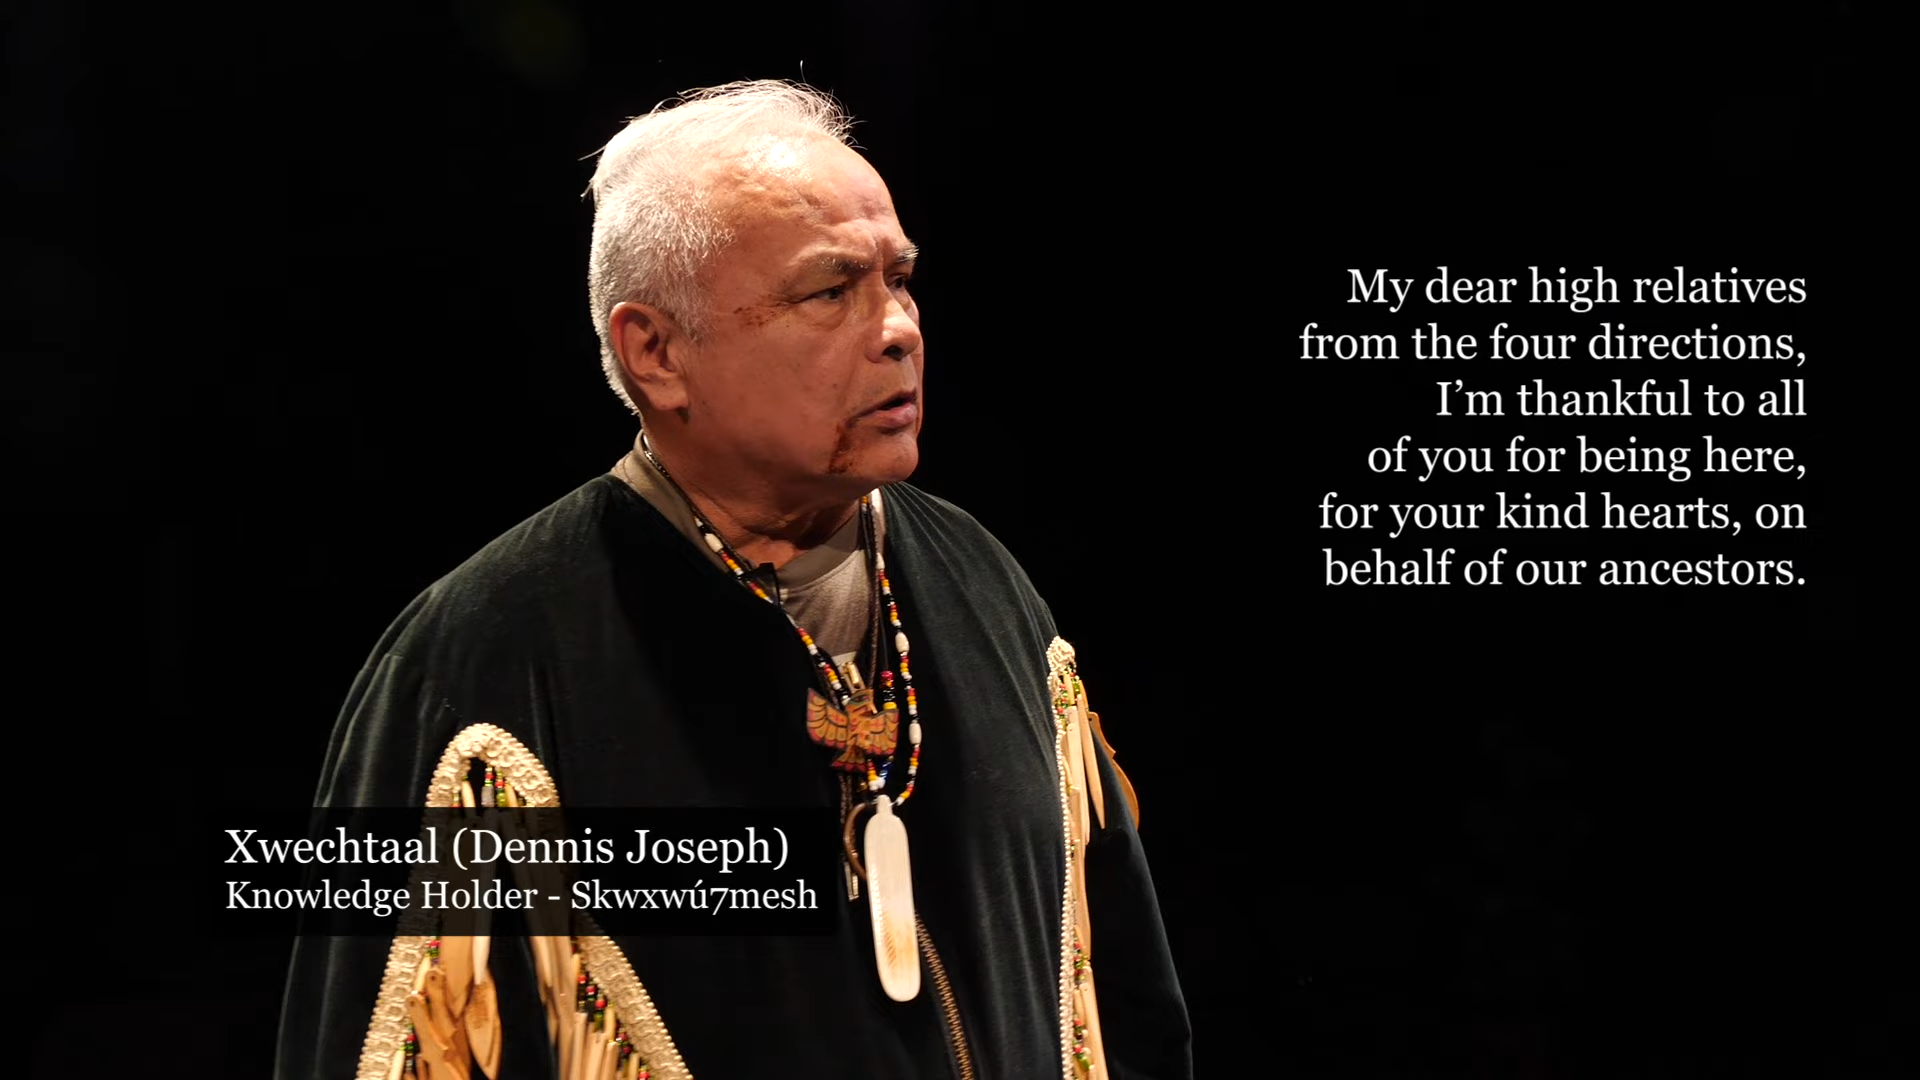 My dear high relatives
from the four directions,
I’m thankful to all
of you for being here,
for your kind hearts, on
behalf of our ancestors.
Xwechtaal (Dennis Joseph)
Knowledge Holder - Skwxwú7mesh